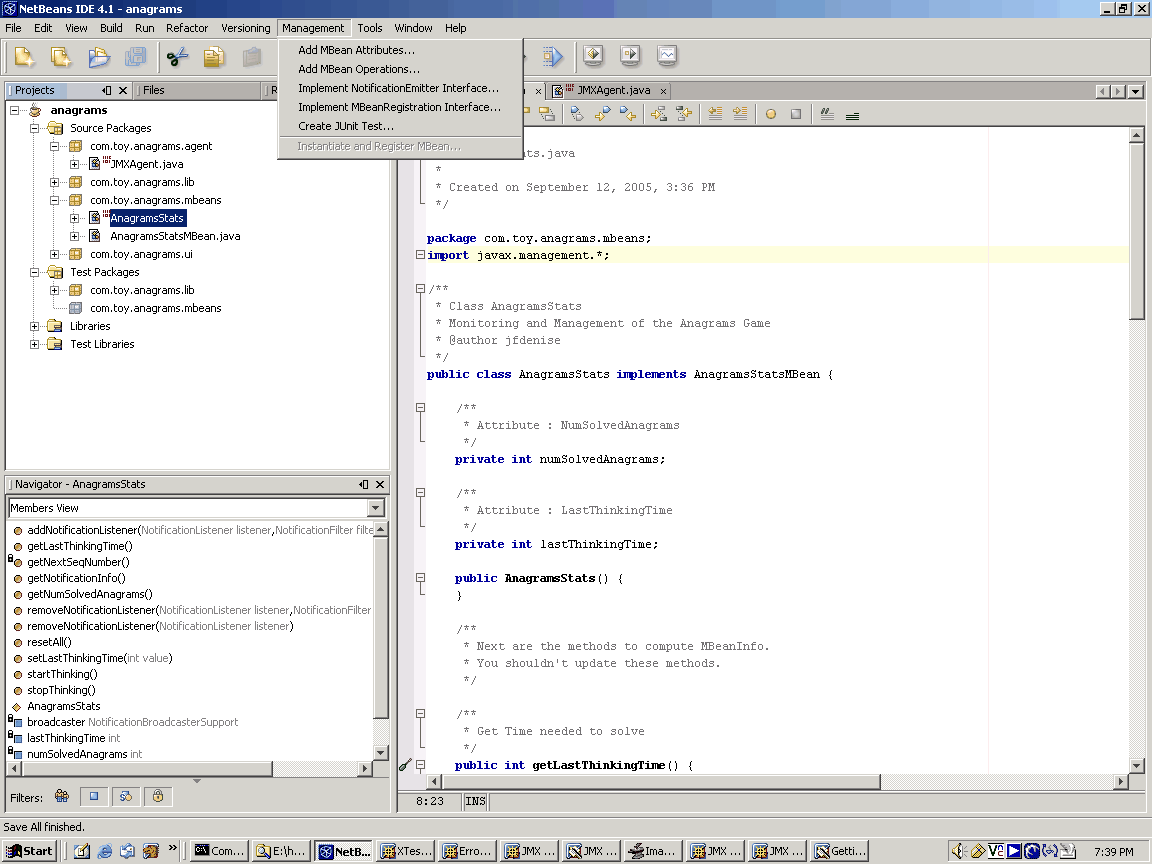 NetBeans IDE 4.1 - anagrams
File Edit View Build Run Refactor Versioning Management Tools Window Help
Add MBean Attributes...
Add MBean Operations...
Implement NotificationEmitter Interface...
Implement MBeanRegistration Interface...
Create JUnit Test...
Instantiate and Register MBean...
Projects
Files
JMXAgent.java
anagrams
Source Packages
com.toy.anagrams.agent
JMXAgent.java
com.toy.anagrams.lib
com.toy.anagrams.mbeans
AnagramsStats
AnagramsStatsMBean.java
com.toy.anagrams.ui
Test Packages
com.toy.anagrams.lib
com.toy.anagrams.mbeans
Libraries
Test Libraries
Navigator - AnagramsStats
Members View
addNotificationListener(NotificationListener listener,NotificationFilter filte
getLastThinkingTime()
getNextSeqNumber()
getNotificationInfo()
getNumSolvedAnagrams()
removeNotificationListener(NotificationListener listener,NotificationFilter
removeNotificationListener(NotificationListener listener)
resetAll()
setLastThinkingTime(int value)
startThinking()
stopThinking()
AnagramsStats
broadcaster NotificationBroadcasterSupport
lastThinkingTime int
numSolvedAnagrams int
Filters:
ts.java
*
* Created on September 12, 2005, 3:36 PM
*/
package com.toy.anagrams.mbeans;
import javax.management.*;
/**
* Class AnagramsStats
* Monitoring and Management of the Anagrams Game
* @author jfdenise
*/
public class AnagramsStats implements AnagramsStatsMBean {
/**
* Attribute : NumSolvedAnagrams
*/
private int numSolvedAnagrams;
/**
* Attribute : LastThinkingTime
*/
private int lastThinkingTime;
public AnagramsStats() {
}
/**
* Next are the methods to compute MBeanInfo.
* You shouldn't update these methods.
*/
/**
* Get Time needed to solve
*/
public int getLastThinkingTime() {
8:23 INS
Save All finished.
Start
Com...
E:\h...
NetB...
XTes...
Erro...
JMX ...
JMX ...
Ima...
JMX ...
JMX ...
Getti...
7:39 PM